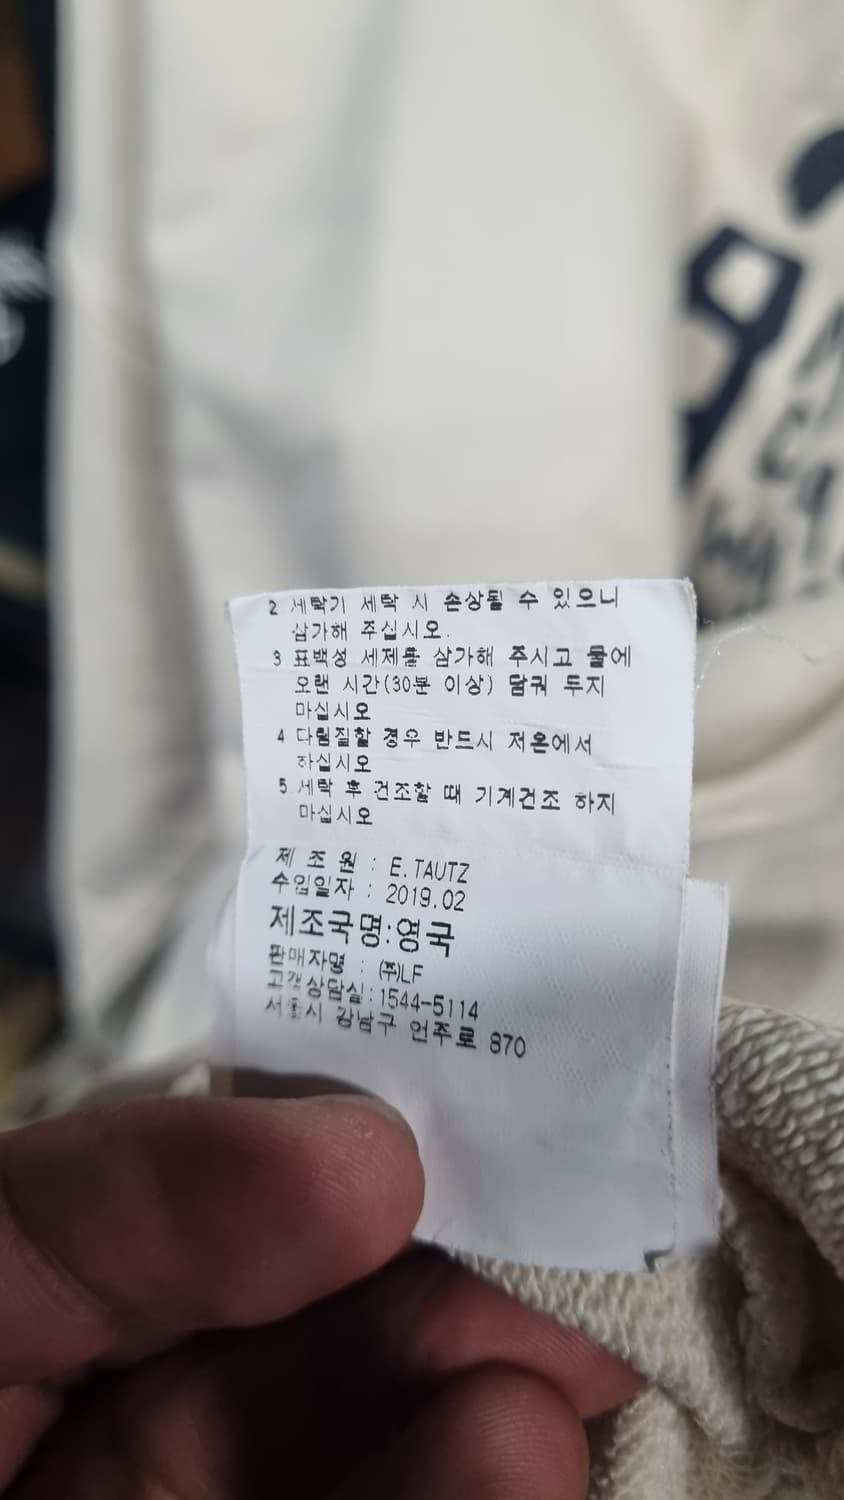 2 세탁기 세탁 시 손상될 수 있으니
삼가해 주십시오.
3 표백성 세제를 삼가해 주시고 물에
오랜 시간(30분 이상) 담궈 두지
마십시오
4 다림질할 경우 반드시 저온에서
하십시오
5 세탁 후 건조할 때 기계건조 하지
마십시오
제 조 원 : E.TAUTZ
수입일자 : 2019.02
제조국명:영국
판매자명 : ㈜LF
고객상담실:1544-5114
서울시 강남구 언주로 870